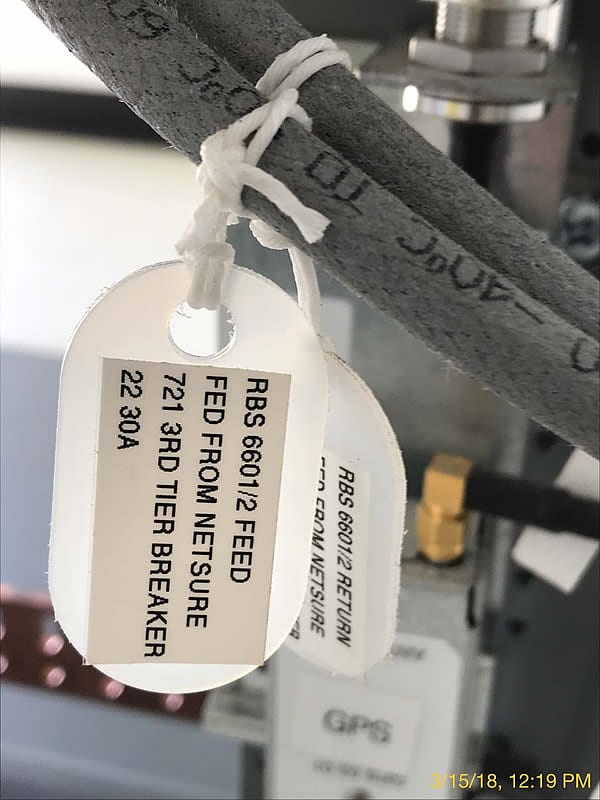 RBS 6601/2 FEED
FED FROM NETSURE
721 3RD TIER BREAKER
22 30A
RBS 6601/2 RETURN
FROM NETSURE
GPS
3/15/18, 12:19 PM